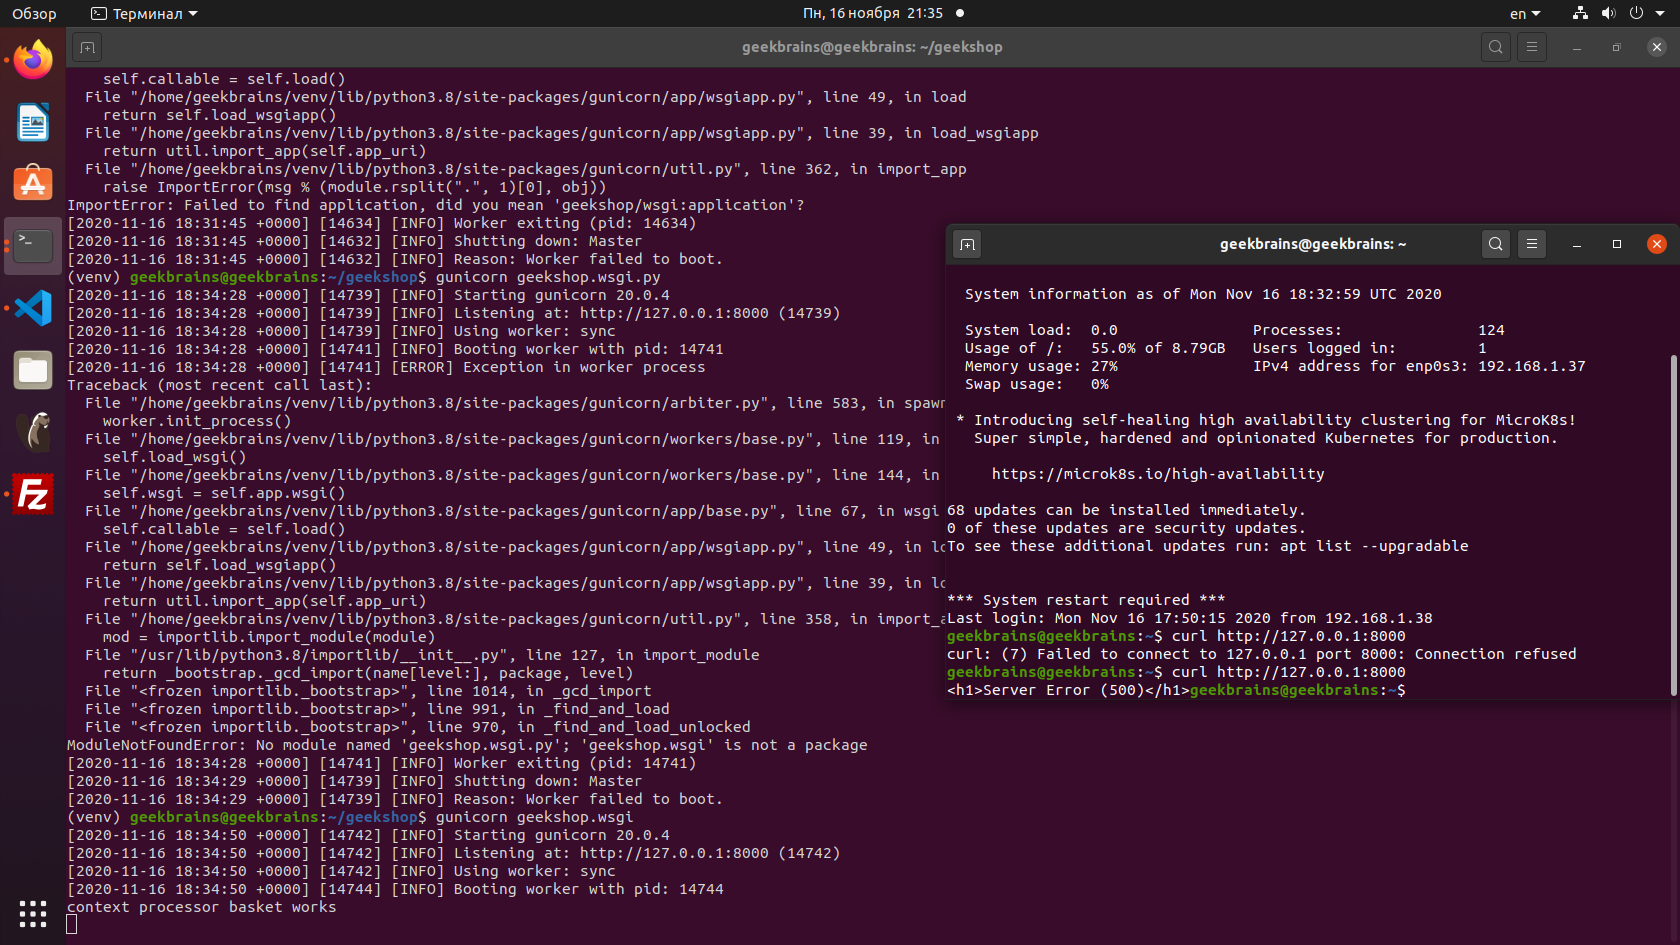 Обзор
Терминал
Пн, 16 ноября 21:35
en
geekbrains@geekbrains: ~/geekshop
self.callable = self.load()
File "/home/geekbrains/venv/lib/python3.8/site-packages/gunicorn/app/wsgiapp.py", line 49, in load
return self.load_wsgiapp()
File "/home/geekbrains/venv/lib/python3.8/site-packages/gunicorn/app/wsgiapp.py", line 39, in load_wsgiapp
return util.import_app(self.app_uri)
File "/home/geekbrains/venv/lib/python3.8/site-packages/gunicorn/util.py", line 362, in import_app
raise ImportError(msg % (module.rsplit(".", 1)[0], obj))
ImportError: Failed to find application, did you mean 'geekshop/wsgi:application'?
[2020-11-16 18:31:45 +0000] [14634] [INFO] Worker exiting (pid: 14634)
[2020-11-16 18:31:45 +0000] [14632] [INFO] Shutting down: Master
[2020-11-16 18:31:45 +0000] [14632] [INFO] Reason: Worker failed to boot.
(venv) geekbrains@geekbrains:~/geekshop$ gunicorn geekshop.wsgi.py
[2020-11-16 18:34:28 +0000] [14739] [INFO] Starting gunicorn 20.0.4
[2020-11-16 18:34:28 +0000] [14739] [INFO] Listening at: http://127.0.0.1:8000 (14739)
[2020-11-16 18:34:28 +0000] [14739] [INFO] Using worker: sync
[2020-11-16 18:34:28 +0000] [14741] [INFO] Booting worker with pid: 14741
[2020-11-16 18:34:28 +0000] [14741] [ERROR] Exception in worker process
Traceback (most recent call last):
File "/home/geekbrains/venv/lib/python3.8/site-packages/gunicorn/arbiter.py", line 583, in spawn
worker.init_process()
File "/home/geekbrains/venv/lib/python3.8/site-packages/gunicorn/workers/base.py", line 119, in
self.load_wsgi()
File "/home/geekbrains/venv/lib/python3.8/site-packages/gunicorn/workers/base.py", line 144, in
self.wsgi = self.app.wsgi()
File "/home/geekbrains/venv/lib/python3.8/site-packages/gunicorn/app/base.py", line 67, in wsgi
self.callable = self.load()
File "/home/geekbrains/venv/lib/python3.8/site-packages/gunicorn/app/wsgiapp.py", line 49, in lo
return self.load_wsgiapp()
File "/home/geekbrains/venv/lib/python3.8/site-packages/gunicorn/app/wsgiapp.py", line 39, in lo
return util.import_app(self.app_uri)
File "/home/geekbrains/venv/lib/python3.8/site-packages/gunicorn/util.py", line 358, in import_a
mod = importlib.import_module(module)
File "/usr/lib/python3.8/importlib/__init__.py", line 127, in import_module
return _bootstrap._gcd_import(name[level:], package, level)
File "<frozen importlib._bootstrap>", line 1014, in _gcd_import
File "<frozen importlib._bootstrap>", line 991, in _find_and_load
File "<frozen importlib._bootstrap>", line 970, in _find_and_load_unlocked
ModuleNotFoundError: No module named 'geekshop.wsgi.py'; 'geekshop.wsgi' is not a package
[2020-11-16 18:34:28 +0000] [14741] [INFO] Worker exiting (pid: 14741)
[2020-11-16 18:34:29 +0000] [14739] [INFO] Shutting down: Master
[2020-11-16 18:34:29 +0000] [14739] [INFO] Reason: Worker failed to boot.
(venv) geekbrains@geekbrains:~/geekshop$ gunicorn geekshop.wsgi
[2020-11-16 18:34:50 +0000] [14742] [INFO] Starting gunicorn 20.0.4
[2020-11-16 18:34:50 +0000] [14742] [INFO] Listening at: http://127.0.0.1:8000 (14742)
[2020-11-16 18:34:50 +0000] [14742] [INFO] Using worker: sync
[2020-11-16 18:34:50 +0000] [14744] [INFO] Booting worker with pid: 14744
context processor basket works
geekbrains@geekbrains: ~
System information as of Mon Nov 16 18:32:59 UTC 2020
System load: 0.0 Processes: 124
Usage of /: 55.0% of 8.79GB Users logged in: 1
Memory usage: 27% IPv4 address for enp0s3: 192.168.1.37
Swap usage: 0%
* Introducing self-healing high availability clustering for MicroK8s!
Super simple, hardened and opinionated Kubernetes for production.
https://microk8s.io/high-availability
68 updates can be installed immediately.
0 of these updates are security updates.
To see these additional updates run: apt list --upgradable
*** System restart required ***
Last login: Mon Nov 16 17:50:15 2020 from 192.168.1.38
geekbrains@geekbrains:~$ curl http://127.0.0.1:8000
curl: (7) Failed to connect to 127.0.0.1 port 8000: Connection refused
geekbrains@geekbrains:~$ curl http://127.0.0.1:8000
<h1>Server Error (500)</h1>geekbrains@geekbrains:~$